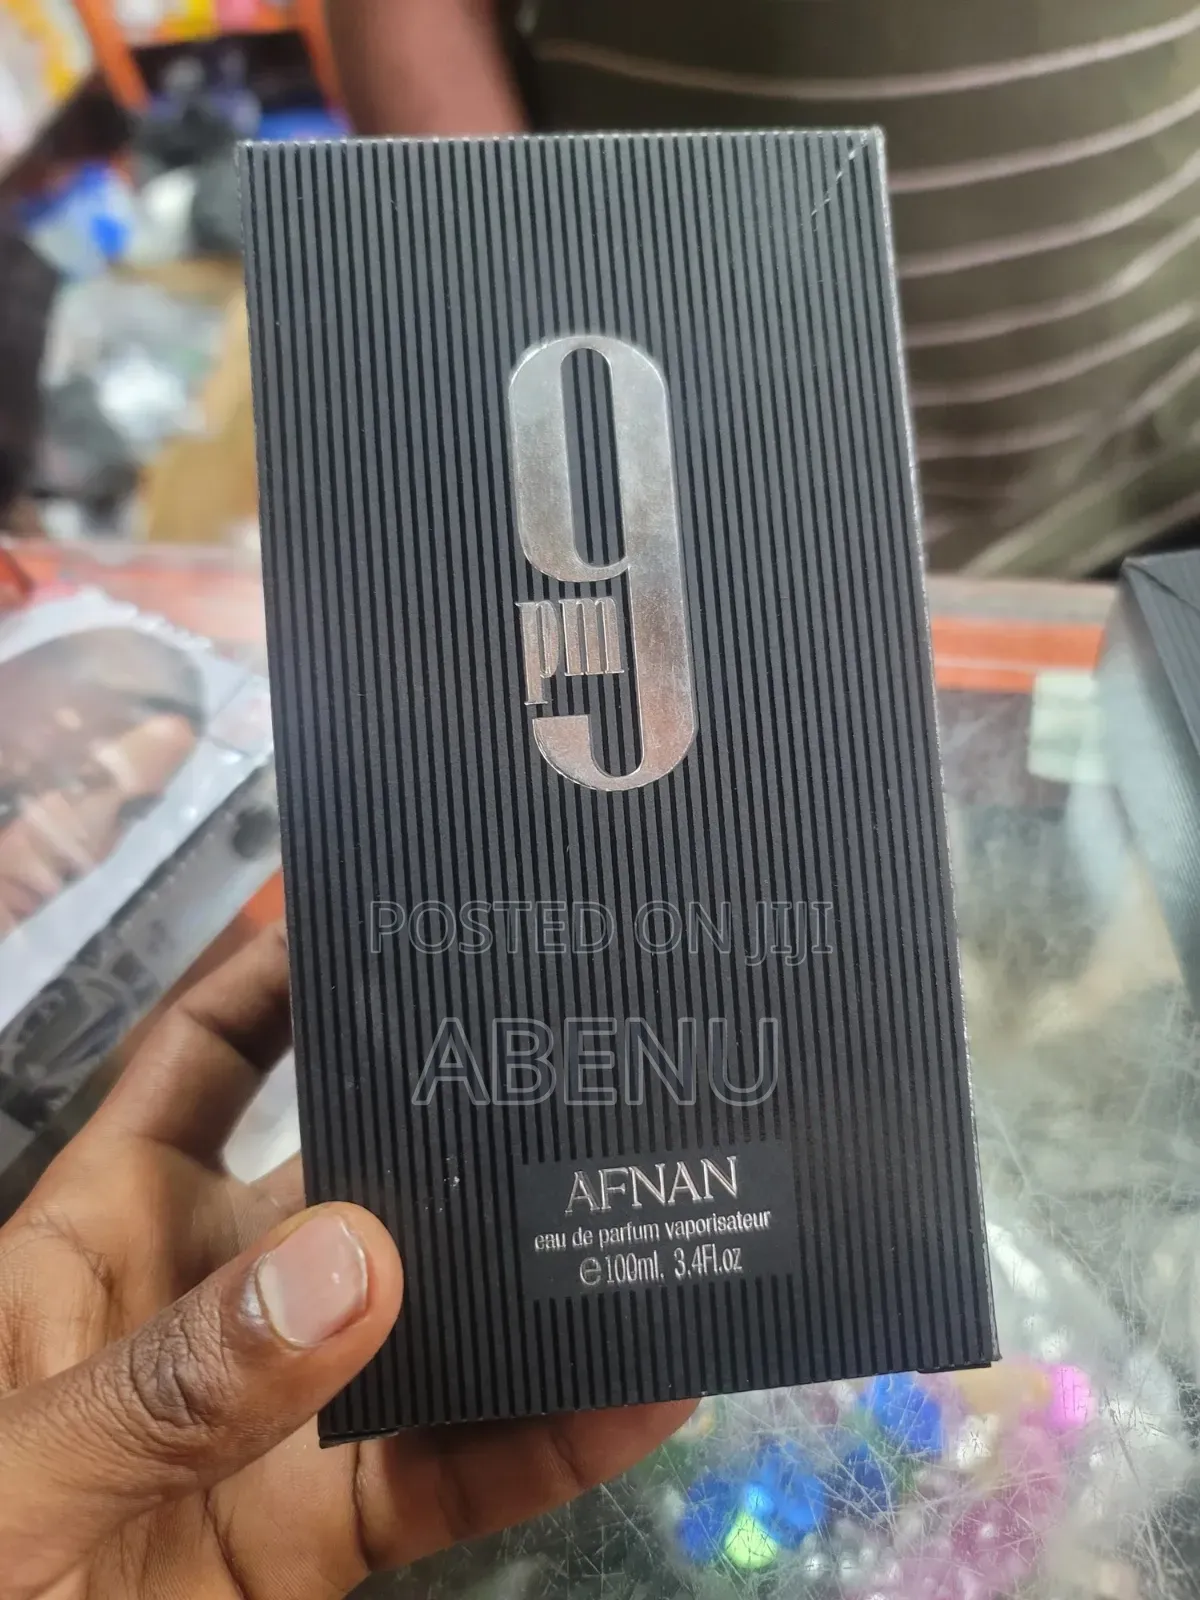 9
pm
POSTED ON JIJI
ABENU
AFNAN
eau de parfum vaporisateur
℮100ml. 3.4Fl.oz